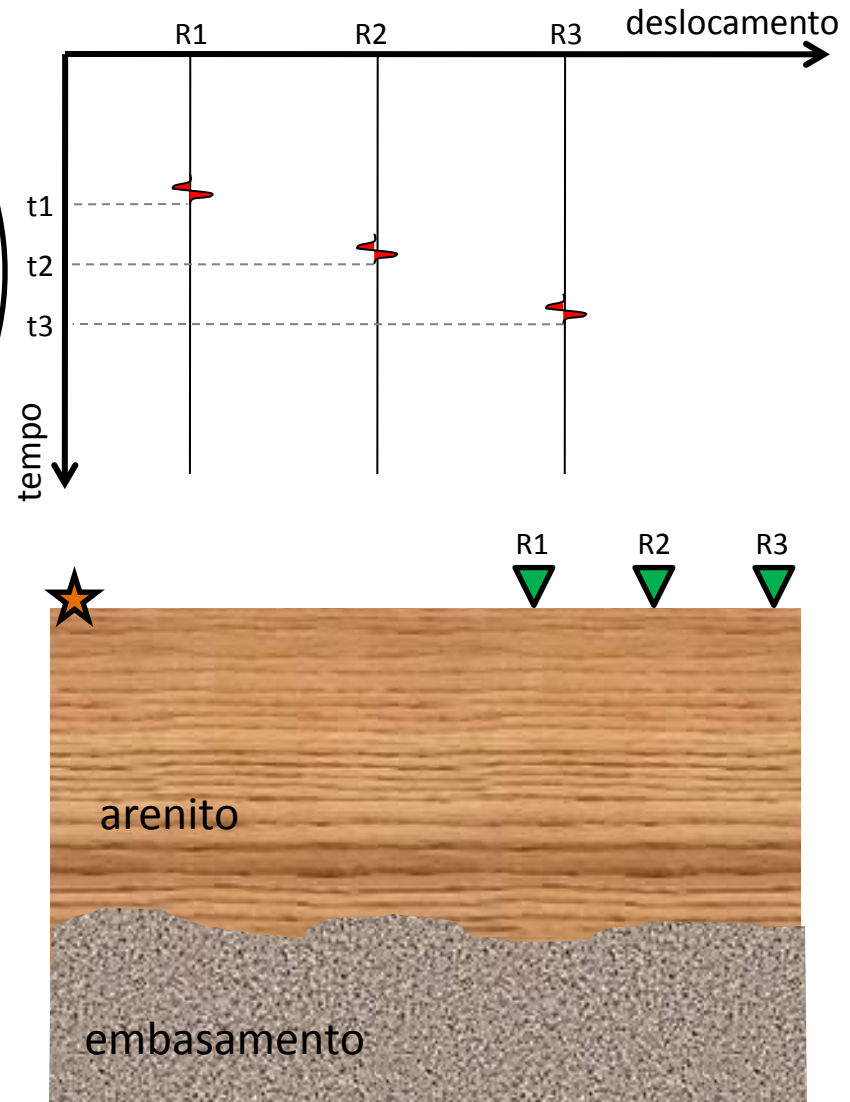 deslocamento
R1 R2 R3
t1
t2
t3
tempo
R1 R2 R3
arenito
embasamento